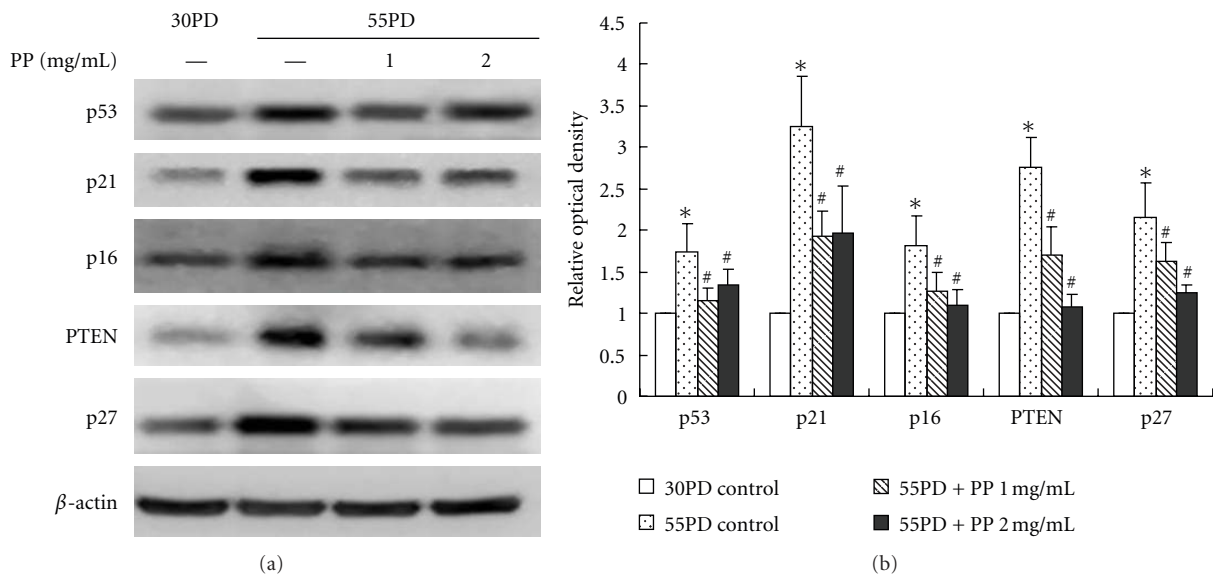 30PD 55PD
PP (mg/mL) — — 1 2
p53
p21
p16
PTEN
p27
β-actin
(a)
4.5
4
3.5
3
2.5
2
1.5
1
0.5
0
Relative optical density
* # #
* # #
* # #
* # #
* # #
p53 p21 p16 PTEN p27
30PD control 55PD + PP 1 mg/mL
55PD control 55PD + PP 2 mg/mL
(b)